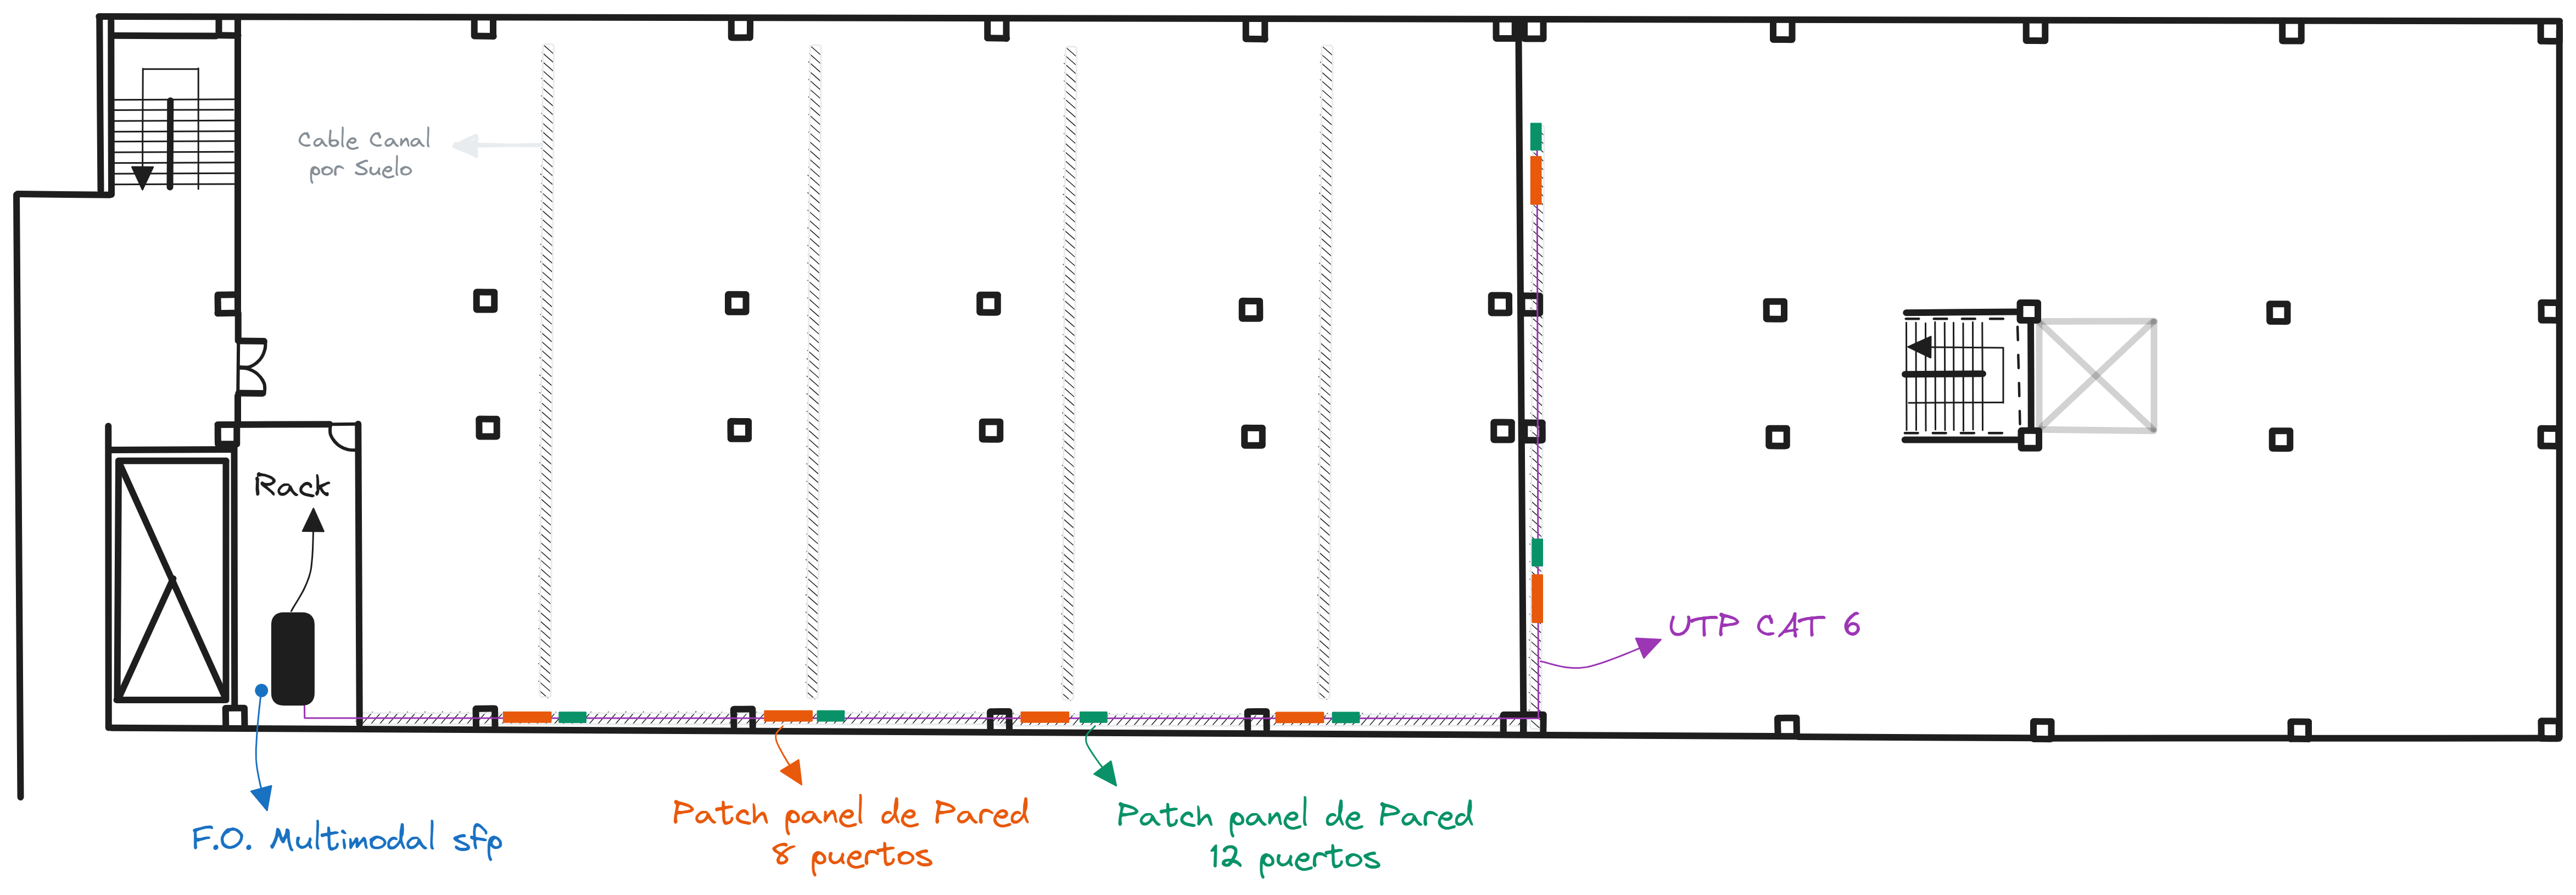 Cable Canal
por Suelo
Rack
UTP CAT 6
F.O. Multimodal sfp
Patch panel de Pared
8 puertos
Patch panel de Pared
12 puertos